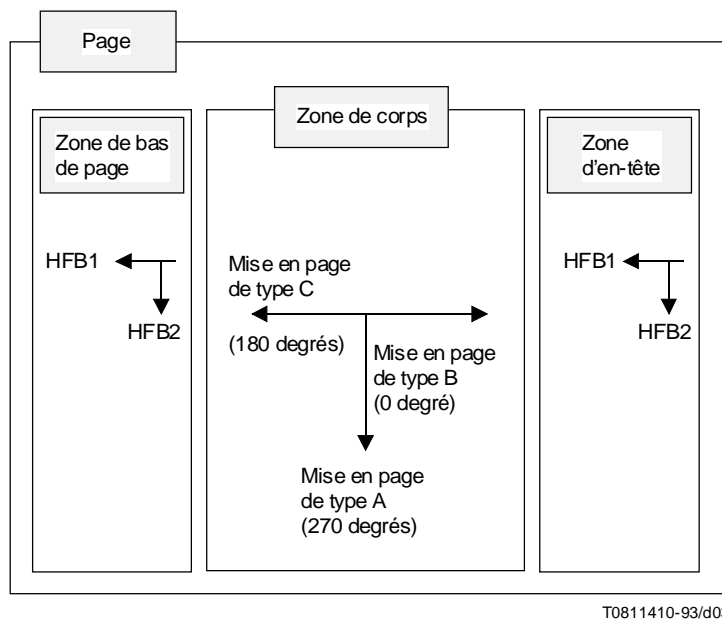 Page
Zone de bas
de page
Zone de corps
Zone
d'en-tête
HFB1
HFB2
Mise en page
de type C
(180 degrés)
Mise en page
de type B
(0 degré)
Mise en page
de type A
(270 degrés)
HFB1
HFB2